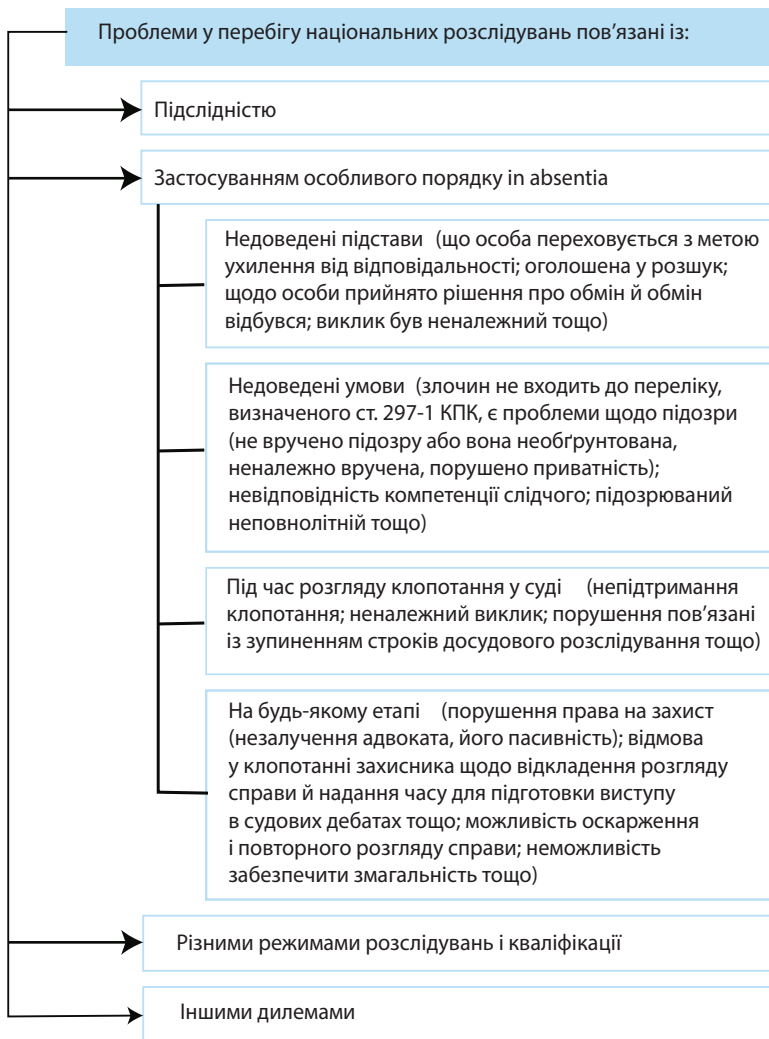 Проблеми у перебігу національних розслідувань пов’язані із:
Підслідністю
Застосуванням особливого порядку in absentia
Недоведені підстави (що особа переховується з метою
ухилення від відповідальності; оголошена у розшук;
щодо особи прийнято рішення про обмін й обмін
відбувся; виклик був неналежний тощо)
Недоведені умови (злочин не входить до переліку,
визначеного ст. 297-1 КПК, є проблеми щодо підозри
(не вручено підозру або вона необґрунтована,
неналежно вручена, порушено приватність);
невідповідність компетенції слідчого; підозрюваний
неповнолітній тощо)
Під час розгляду клопотання у суді (непідтримання
клопотання; неналежний виклик; порушення пов’язані
із зупиненням строків досудового розслідування тощо)
На будь-якому етапі (порушення права на захист
(незалучення адвоката, його пасивність); відмова
у клопотанні захисника щодо відкладення розгляду
справи й надання часу для підготовки виступу
в судових дебатах тощо; можливість оскарження
і повторного розгляду справи; неможливість
забезпечити змагальність тощо)
Різними режимами розслідувань і кваліфікації
Іншими дилемами